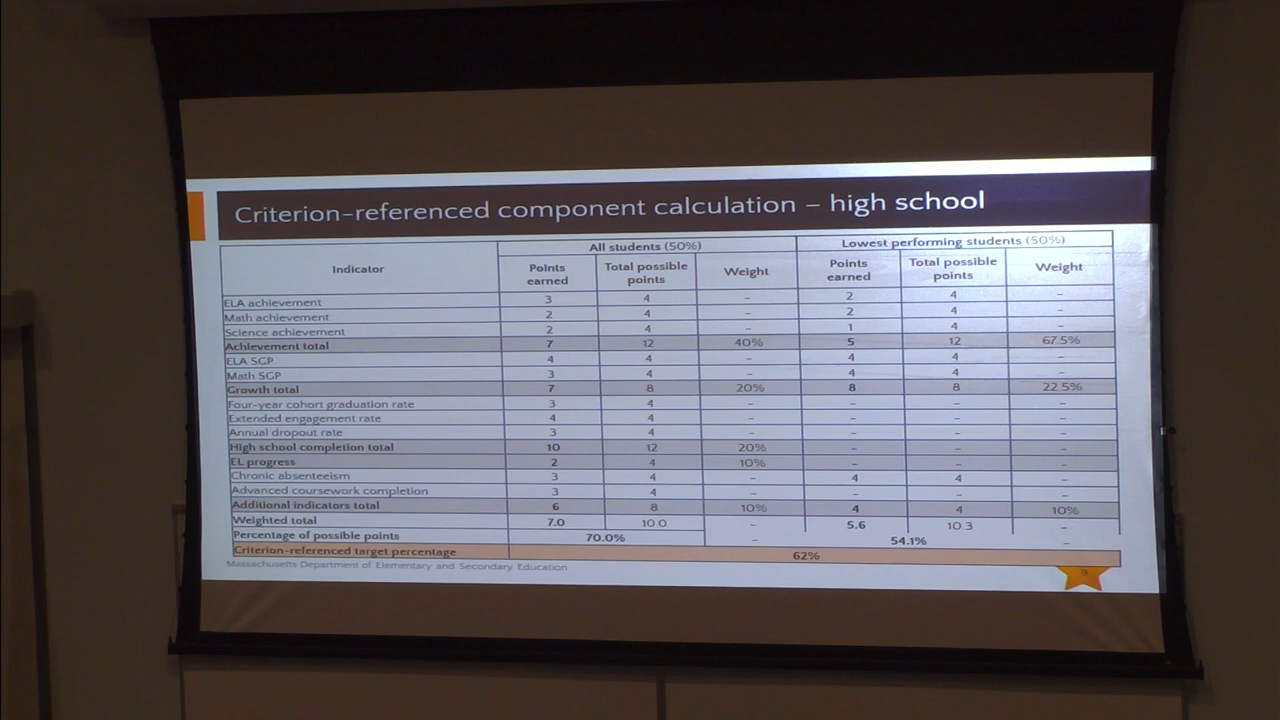 Criterion-referenced component calculation – high school
Indicator All students (50%) Lowest performing students (50%)
Points earned Total possible points Weight Points earned Total possible points Weight
ELA achievement 3 4 – 2 4 –
Math achievement 2 4 – 2 4 –
Science achievement 2 4 – 1 4 –
Achievement total 7 12 40% 5 12 67.5%
ELA SGP 4 4 – 4 4 –
Math SGP 3 4 – 4 4 –
Growth total 7 8 20% 8 8 22.5%
Four-year cohort graduation rate 3 4 – – – –
Extended engagement rate 4 4 – – – –
Annual dropout rate 3 4 – – – –
High school completion total 10 12 20% – – –
EL progress 2 4 10% – – –
Chronic absenteeism 3 4 – 4 4 –
Advanced coursework completion 3 4 – – – –
Additional indicators total 6 8 10% 4 4 10%
Weighted total 7.0 10.0 – 5.6 10.3 –
Percentage of possible points 70.0% – 54.1% –
Criterion-referenced target percentage 62%
Massachusetts Department of Elementary and Secondary Education
9